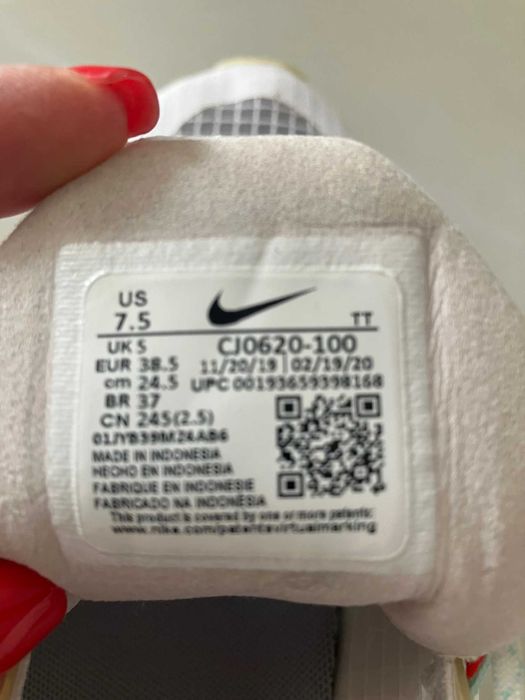 US
7.5
TT
UK 5
CJ0620-100
EUR 38.5
11/20/19 | 02/19/20
cm 24.5
UPC 00193659398168
BR 37
CN 245(2.5)
01JYB39M24AB6
MADE IN INDONESIA
HECHO EN INDONESIA
FABRIQUE EN INDONESIE
FABRICADO NA INDONESIA
This product is covered by one or more patents:
www.nike.com/patentsvirtualmarking